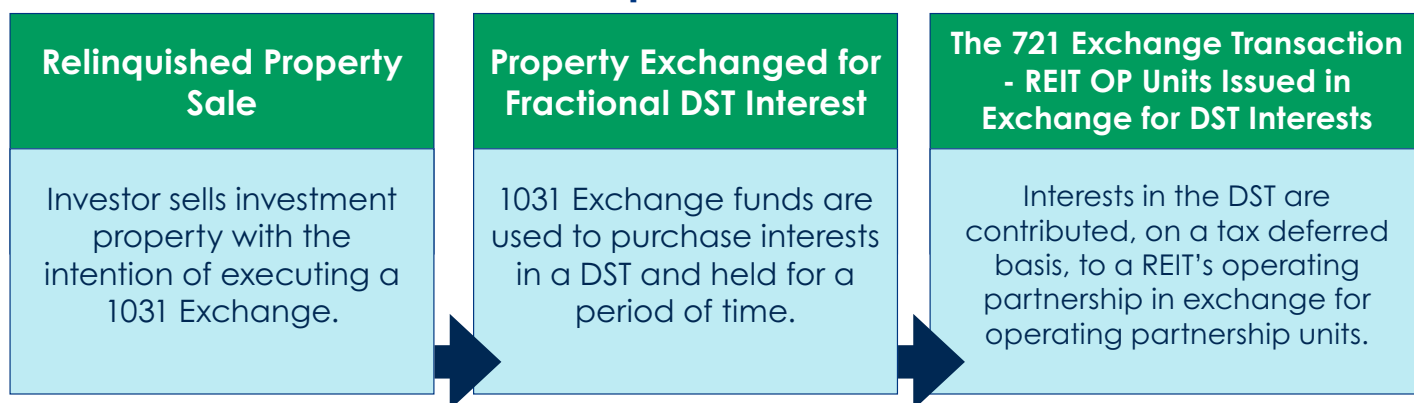 Relinquished Property
Sale
Investor sells investment
property with the
intention of executing a
1031 Exchange.
Property Exchanged for
Fractional DST Interest
1031 Exchange funds are
used to purchase interests
in a DST and held for a
period of time.
The 721 Exchange Transaction
- REIT OP Units Issued in
Exchange for DST Interests
Interests in the DST are
contributed, on a tax deferred
basis, to a REIT’s operating
partnership in exchange for
operating partnership units.